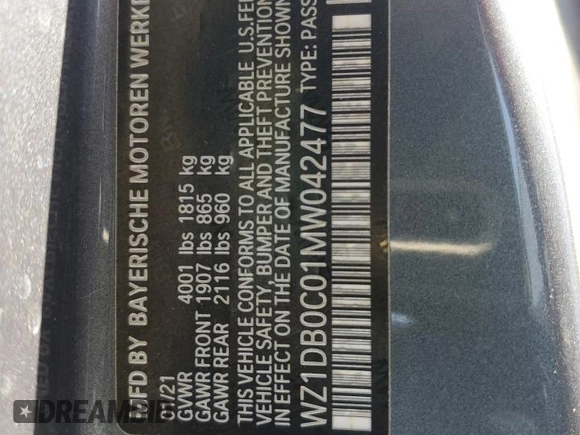 MFD BY BAYERISCHE MOTOREN WERKE
01/21
GVWR 4001 lbs 1815 kg
GAWR FRONT 1907 lbs 865 kg
GAWR REAR 2116 lbs 960 kg
THIS VEHICLE CONFORMS TO ALL APPLICABLE U.S.FED
VEHICLE SAFETY, BUMPER AND THEFT PREVENTION
IN EFFECT ON THE DATE OF MANUFACTURE SHOWN
WZ1DB0C01MW042477 TYPE: PASS
DREAMBID